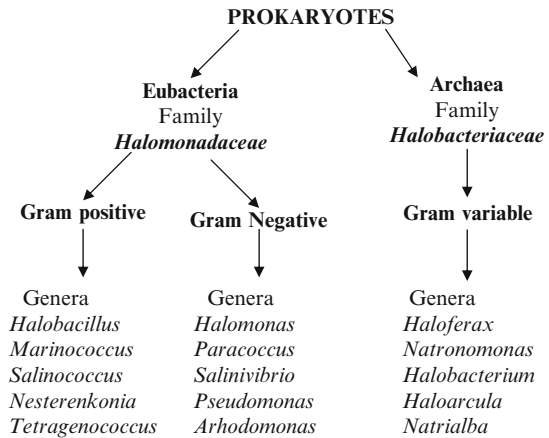 PROKARYOTES
Eubacteria
Family
Halomonadaceae
Archaea
Family
Halobacteriaceae
Gram positive
Gram Negative
Gram variable
Genera
Halobacillus
Marinococcus
Salinococcus
Nesterenkonia
Tetragenococcus
Genera
Halomonas
Paracoccus
Salinivibrio
Pseudomonas
Arhodomonas
Genera
Haloferax
Natronomonas
Halobacterium
Haloarcula
Natrialba